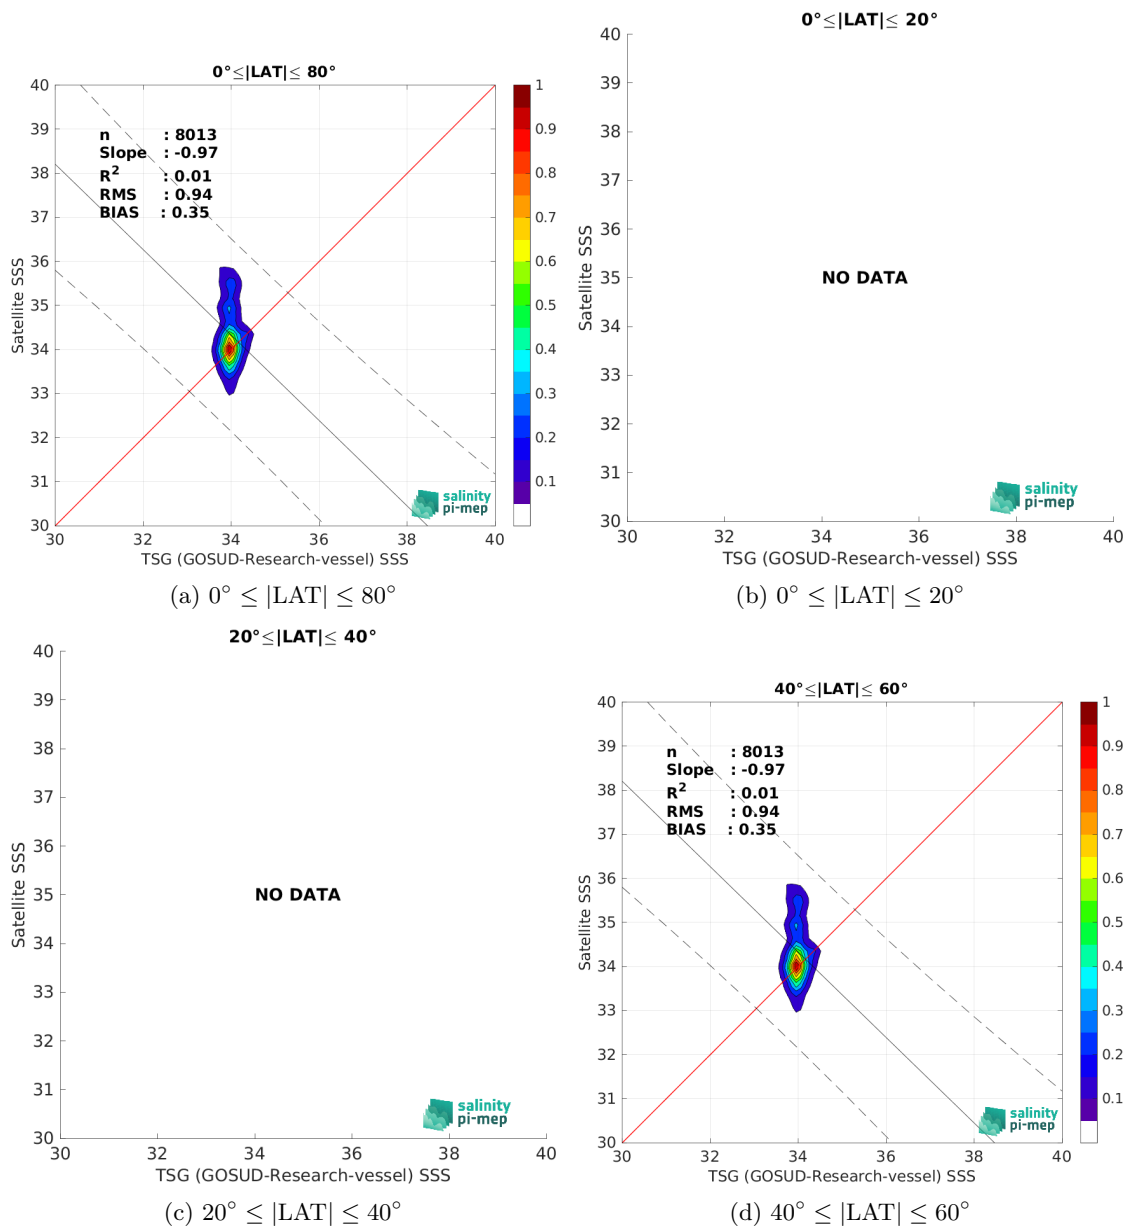 0°≤|LAT|≤ 80°
n : 8013
Slope : -0.97
R2 : 0.01
RMS : 0.94
BIAS : 0.35
40
39
38
37
36
35
34
33
32
31
30
Satellite SSS
30 32 34 36 38 40
TSG (GOSUD-Research-vessel) SSS
1
0.9
0.8
0.7
0.6
0.5
0.4
0.3
0.2
0.1
salinity
pi-mep
(a) 0° ≤ |LAT| ≤ 80°
0°≤|LAT|≤ 20°
40
39
38
37
36
35
34
33
32
31
30
Satellite SSS
NO DATA
salinity
pi-mep
30 32 34 36 38 40
TSG (GOSUD-Research-vessel) SSS
(b) 0° ≤ |LAT| ≤ 20°
20°≤|LAT|≤ 40°
40
39
38
37
36
35
34
33
32
31
30
Satellite SSS
NO DATA
salinity
pi-mep
30 32 34 36 38 40
TSG (GOSUD-Research-vessel) SSS
(c) 20° ≤ |LAT| ≤ 40°
40°≤|LAT|≤ 60°
n : 8013
Slope : -0.97
R2 : 0.01
RMS : 0.94
BIAS : 0.35
40
39
38
37
36
35
34
33
32
31
30
Satellite SSS
30 32 34 36 38 40
TSG (GOSUD-Research-vessel) SSS
1
0.9
0.8
0.7
0.6
0.5
0.4
0.3
0.2
0.1
salinity
pi-mep
(d) 40° ≤ |LAT| ≤ 60°